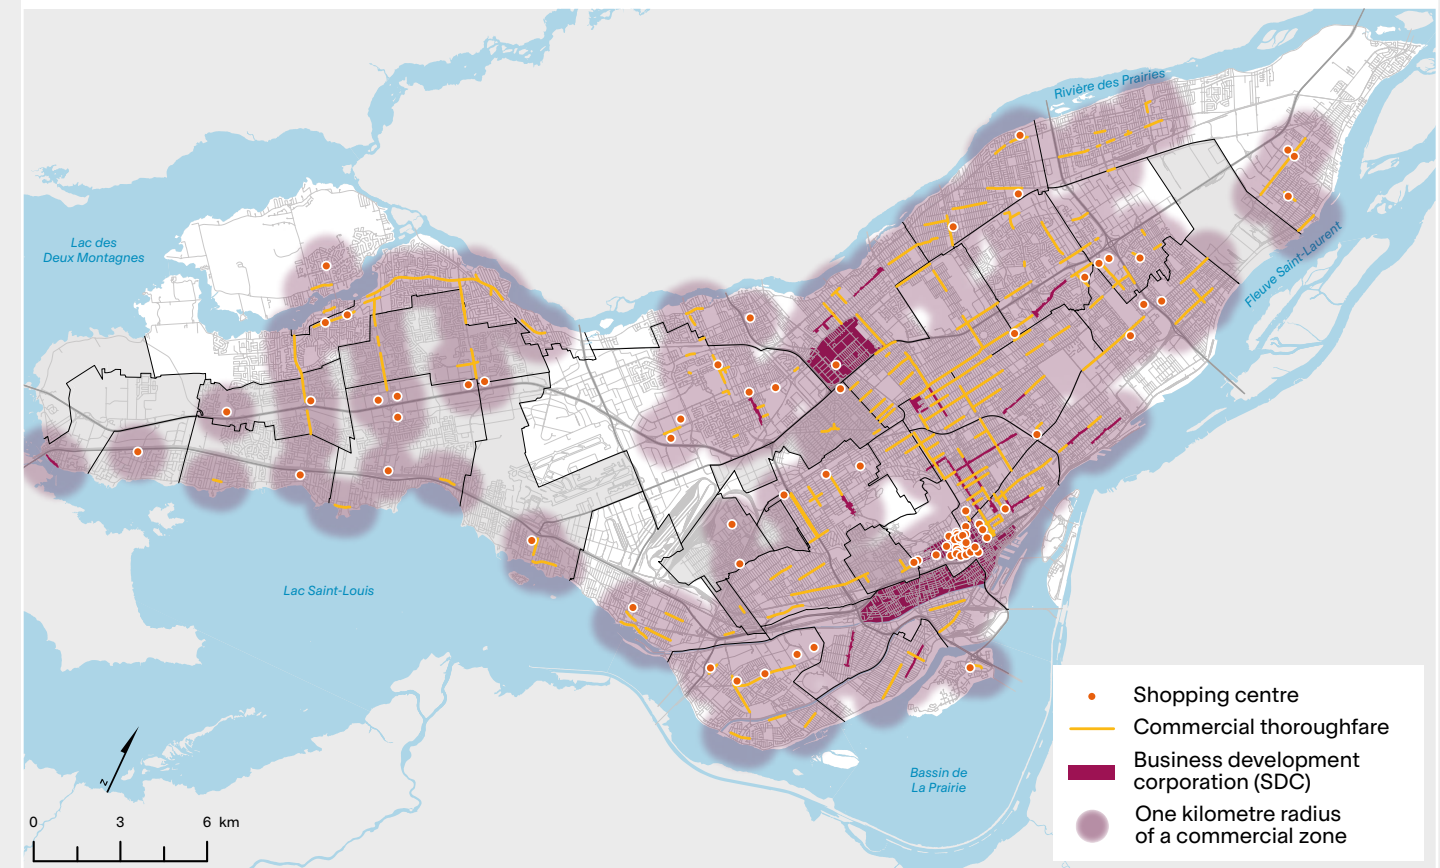 Rivière des Prairies
Lac des
Deux Montagnes
Fleuve Saint-Laurent
Lac Saint-Louis
Bassin de
La Prairie
N
0 3 6 km
Shopping centre
Commercial thoroughfare
Business development
corporation (SDC)
One kilometre radius
of a commercial zone